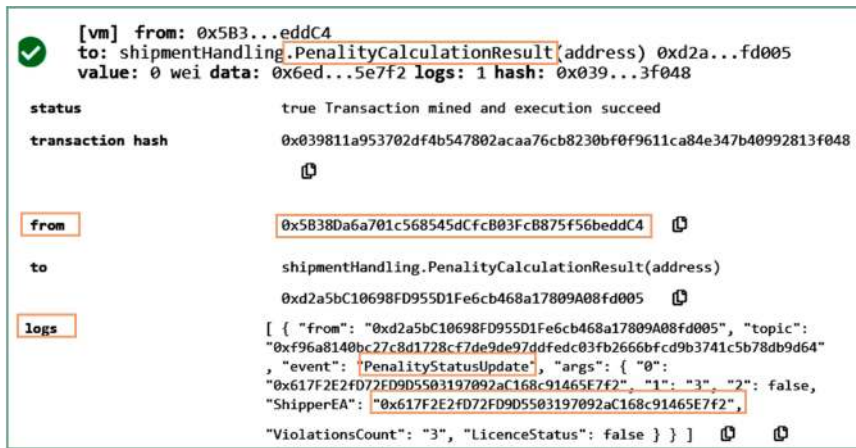 [vm] from: 0x5B3...eddC4
to: shipmentHandling.PenalityCalculationResult(address) 0xd2a...fd005
value: 0 wei data: 0x6ed...5e7f2 logs: 1 hash: 0x039...3f048
status true Transaction mined and execution succeed
transaction hash 0x039811a953702df4b547802acaa76cb8230bf0f9611ca84e347b40992813f048
from 0x5B38Da6a701c568545dCfcB03FcB875f56beddC4
to shipmentHandling.PenalityCalculationResult(address)
0xd2a5bC10698FD955D1Fe6cb468a17809A08fd005
logs [ { "from": "0xd2a5bC10698FD955D1Fe6cb468a17809A08fd005", "topic":
"0xf96a8140bc27c8d1728cf7de9de97ddfedc03fb2666bfcd9b3741c5b78db9d64"
, "event": "PenalityStatusUpdate", "args": { "0":
"0x617F2E2fD72FD9D5503197092aC168c91465E7f2", "1": "3", "2": false,
"ShipperEA": "0x617F2E2fD72FD9D5503197092aC168c91465E7f2",
"ViolationsCount": "3", "LicenceStatus": false } } ]